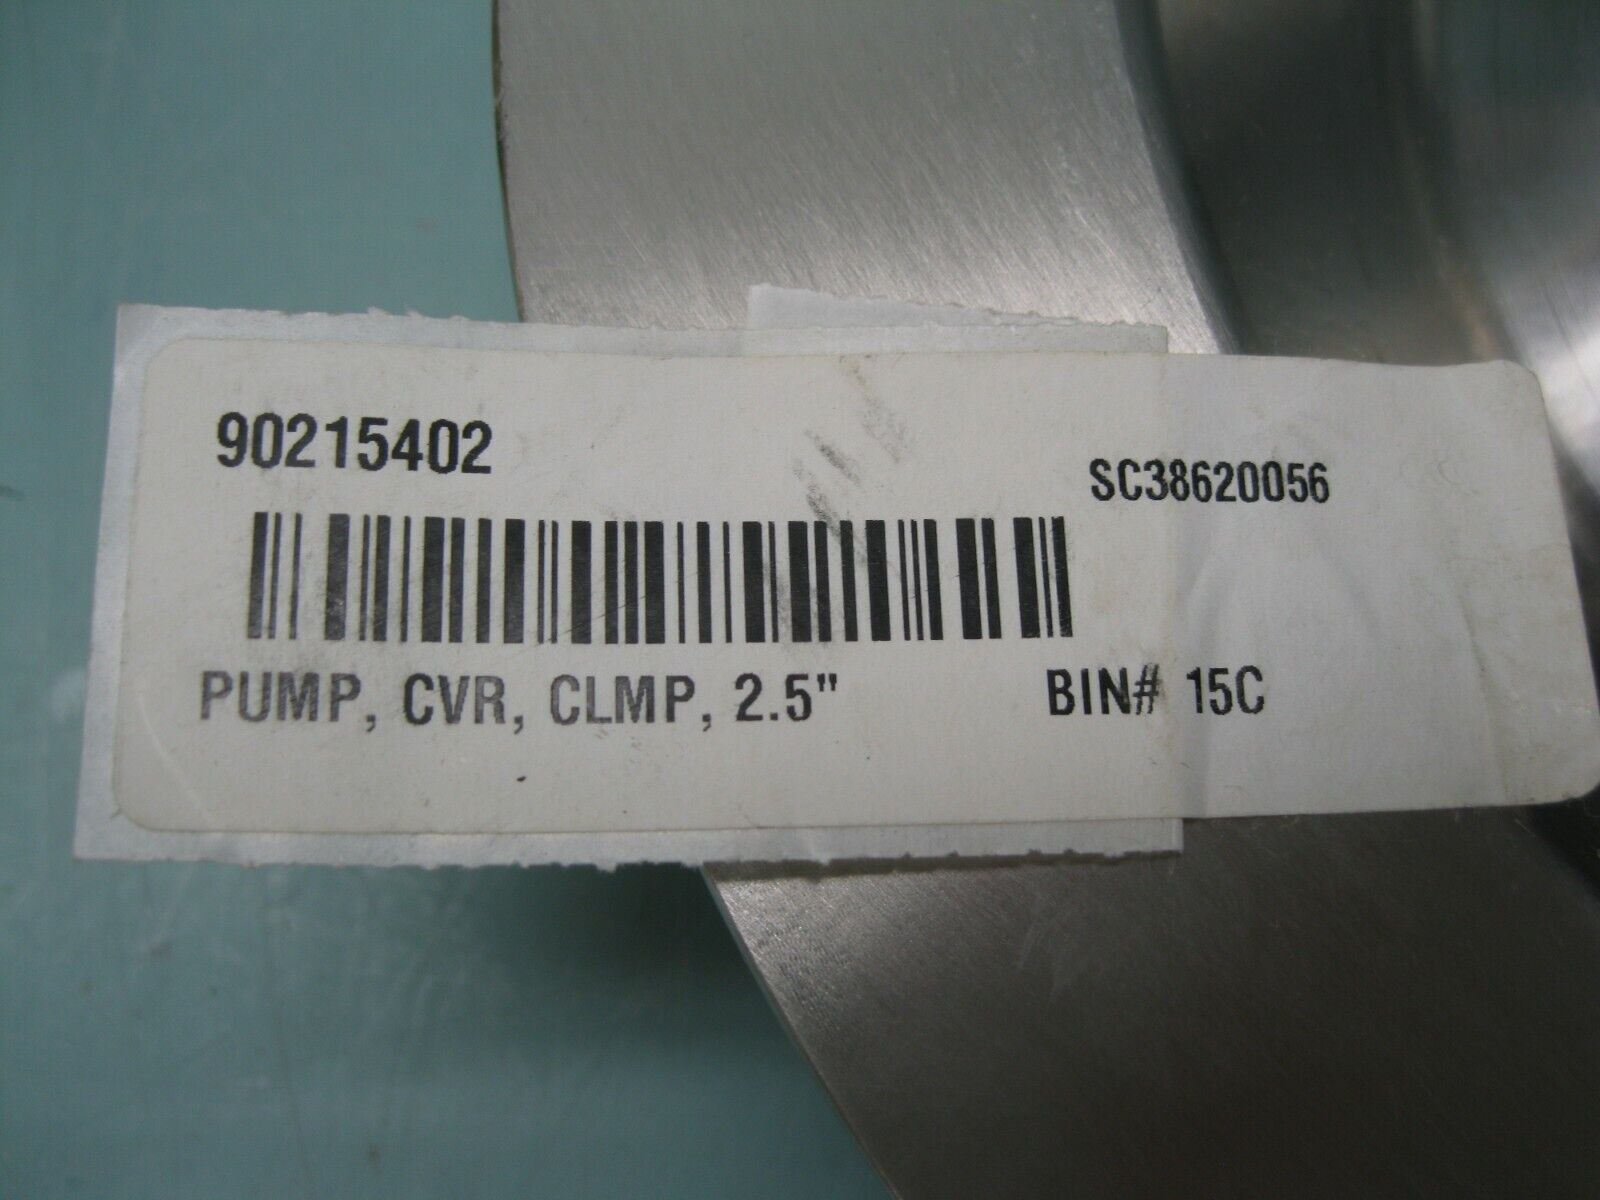 90215402
SC38620056
PUMP, CVR, CLMP, 2.5"
BIN# 15C